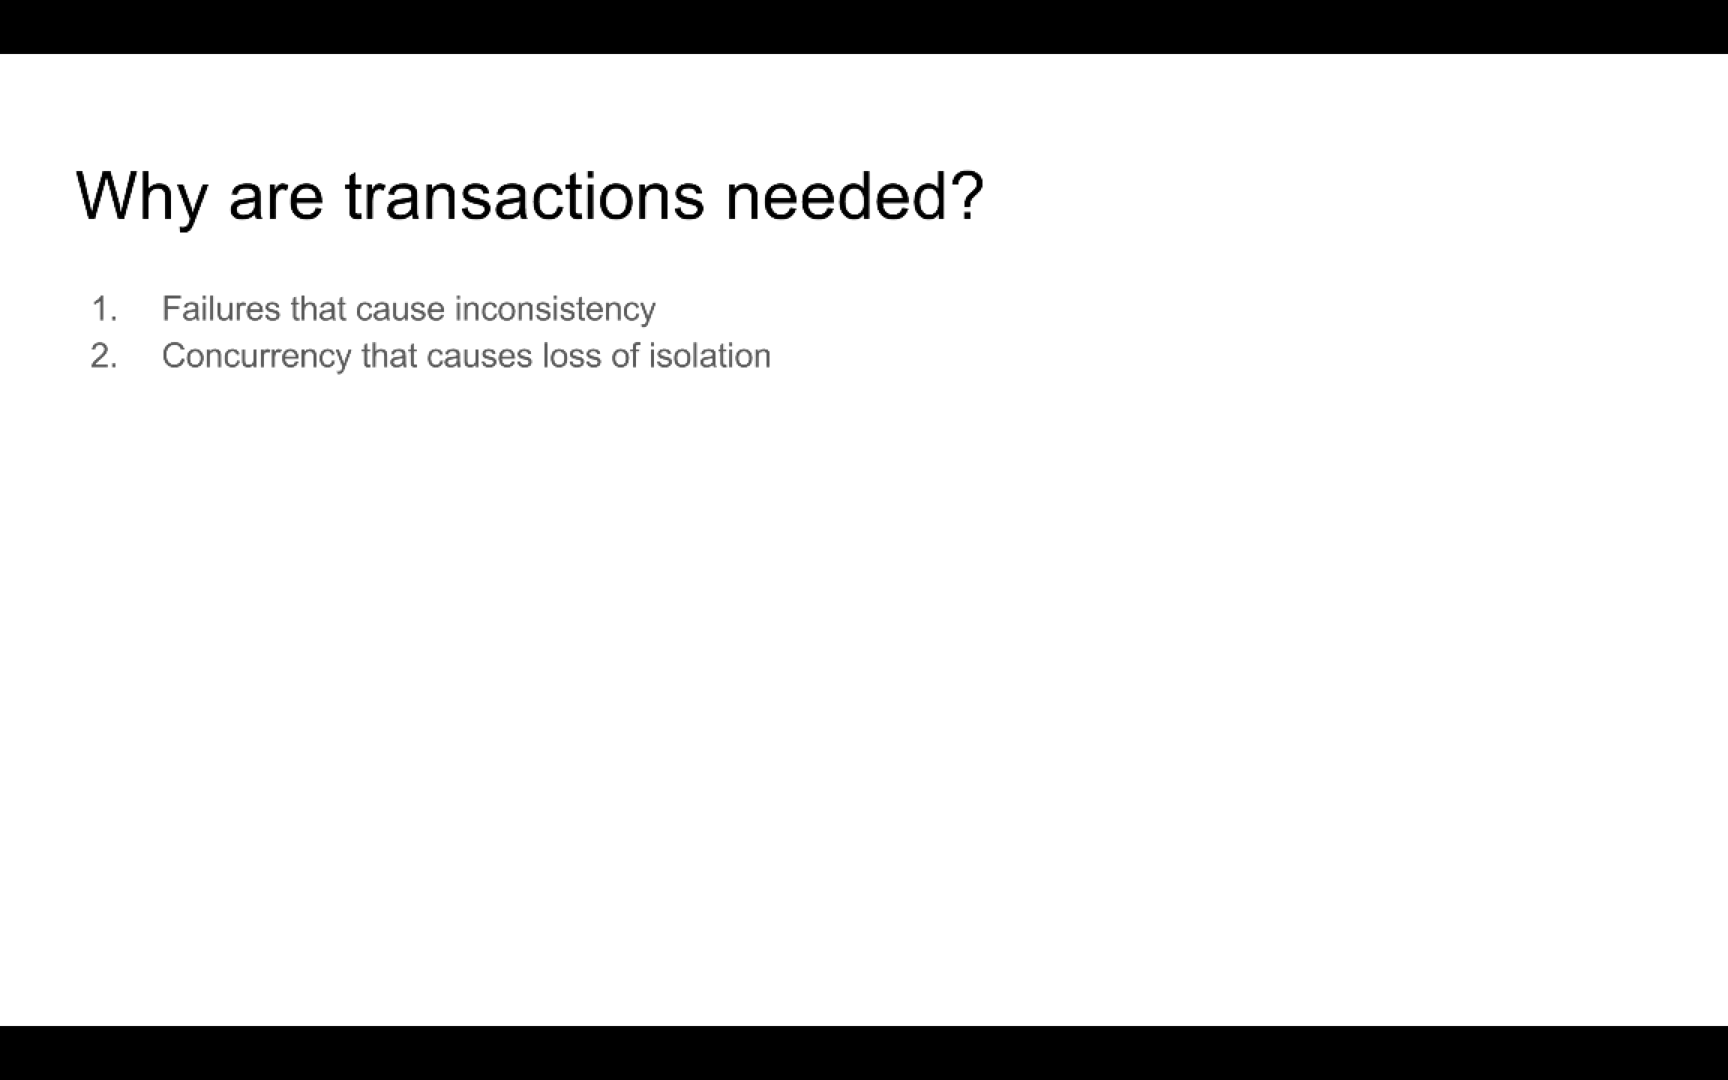 Why are transactions needed?
1. Failures that cause inconsistency
2. Concurrency that causes loss of isolation